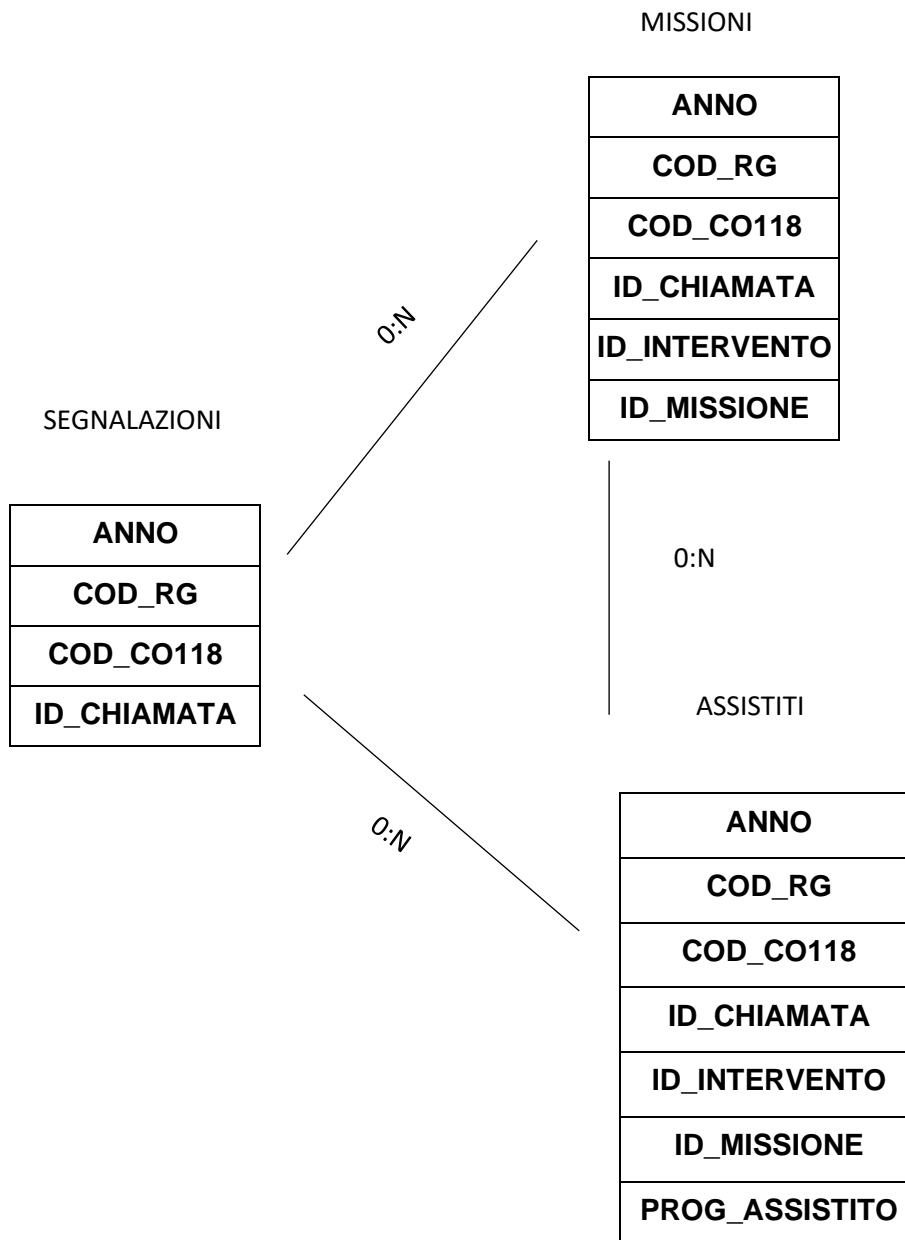 MISSIONI
ANNO
COD_RG
COD_CO118
ID_CHIAMATA
ID_INTERVENTO
ID_MISSIONE
0:N
SEGNALAZIONI
ANNO
COD_RG
COD_CO118
ID_CHIAMATA
0:N
0:N
ASSISTITI
ANNO
COD_RG
COD_CO118
ID_CHIAMATA
ID_INTERVENTO
ID_MISSIONE
PROG_ASSISTITO